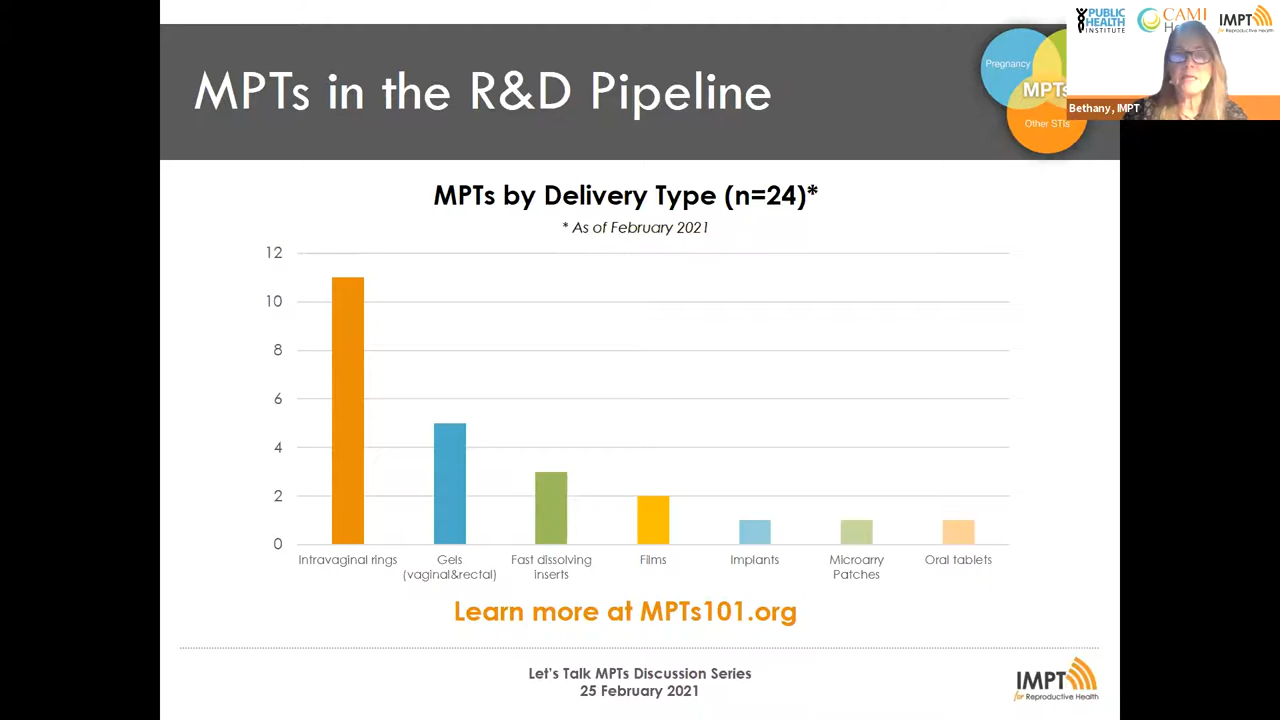 PUBLIC
HEALTH
INSTITUTE
CAMI
IMPT
for Reproductive Health
MPTs in the R&D Pipeline
Pregnancy
MPTs
Other STIs
Bethany, IMPT
MPTs by Delivery Type (n=24)*
* As of February 2021
12
10
8
6
4
2
0
Intravaginal rings
Gels
(vaginal&rectal)
Fast dissolving
inserts
Films
Implants
Microarry
Patches
Oral tablets
Learn more at MPTs101.org
Let's Talk MPTs Discussion Series
25 February 2021
IMPT
for Reproductive Health